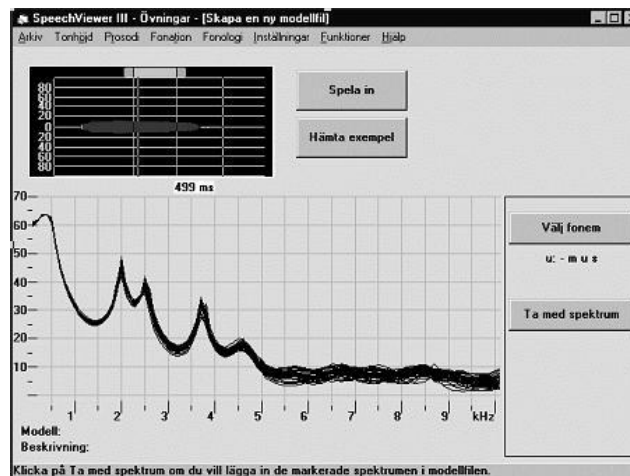 SpeechViewer III - Övningar - [Skapa en ny modellfil]
Arkiv Tonhöjd Prosodi Fonation Fonologi Inställningar Funktioner Hjälp
80
60
40
20
0
20
40
60
80
Spela in
Hämta exempel
499 ms
70
60
50
40
30
20
10
1 2 3 4 5 6 7 8 9 kHz
Välj fonem
u: - m u s
Ta med spektrum
Modell:
Beskrivning:
Klicka på Ta med spektrum om du vill lägga in de markerade spektrumen i modellfilen.